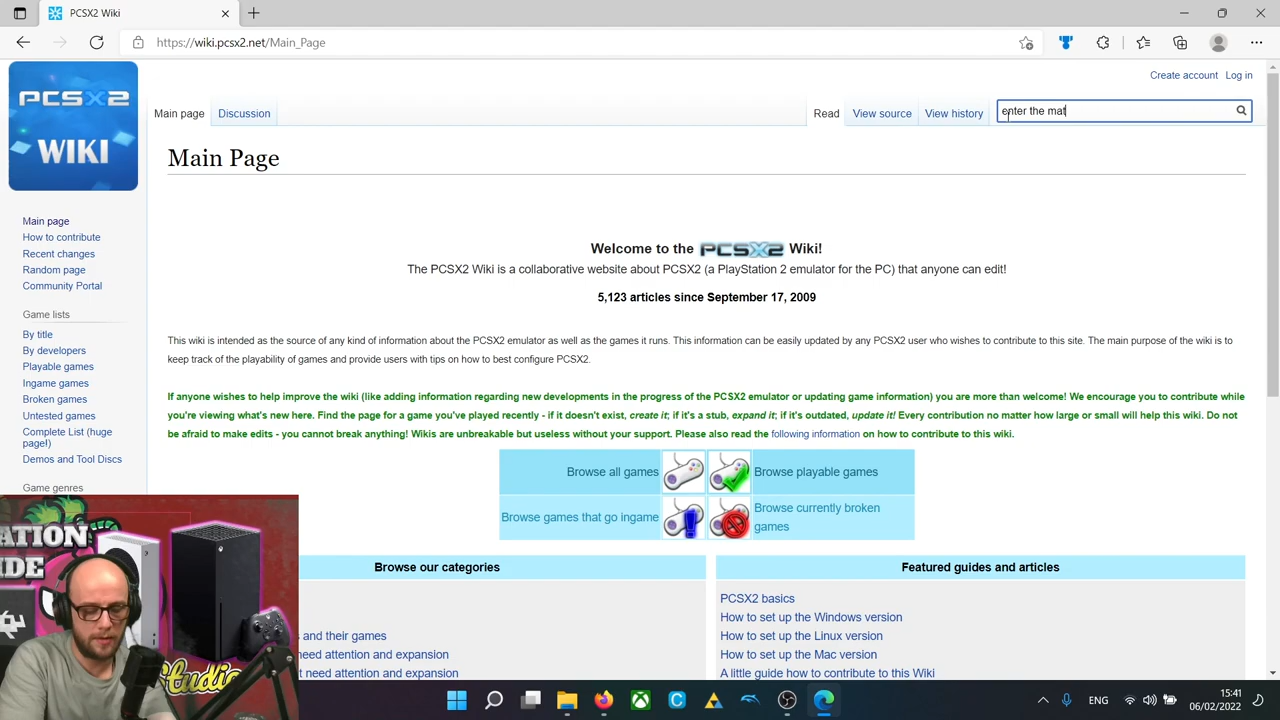 PCSX2 Wiki
https://wiki.pcsx2.net/Main_Page
Create account Log in
PCSX2
WIKI
Main page Discussion Read View source View history enter the mat
Main Page
Main page
How to contribute
Recent changes
Random page
Community Portal
Game lists
By title
By developers
Playable games
Ingame games
Broken games
Untested games
Complete List (huge
page!)
Demos and Tool Discs
Game genres
Welcome to the PCSX2 Wiki!
The PCSX2 Wiki is a collaborative website about PCSX2 (a PlayStation 2 emulator for the PC) that anyone can edit!
5,123 articles since September 17, 2009
This wiki is intended as the source of any kind of information about the PCSX2 emulator as well as the games it runs. This information can be easily updated by any PCSX2 user who wishes to contribute to this site. The main purpose of the wiki is to
keep track of the playability of games and provide users with tips on how to best configure PCSX2.
If anyone wishes to help improve the wiki (like adding information regarding new developments in the progress of the PCSX2 emulator or updating game information) you are more than welcome! We encourage you to contribute while
you're viewing what's new here. Find the page for a game you've played recently - if it doesn't exist, create it; if it's a stub, expand it; if it's outdated, update it! Every contribution no matter how large or small will help this wiki. Do not
be afraid to make edits - you cannot break anything! Wikis are unbreakable but useless without your support. Please also read the following information on how to contribute to this wiki.
Browse all games Browse playable games
Browse games that go ingame Browse currently broken
games
Browse our categories
and their games
need attention and expansion
t need attention and expansion
Featured guides and articles
PCSX2 basics
How to set up the Windows version
How to set up the Linux version
How to set up the Mac version
A little guide how to contribute to this Wiki
ATION
IDE
Studio
ENG
15:41
06/02/2022